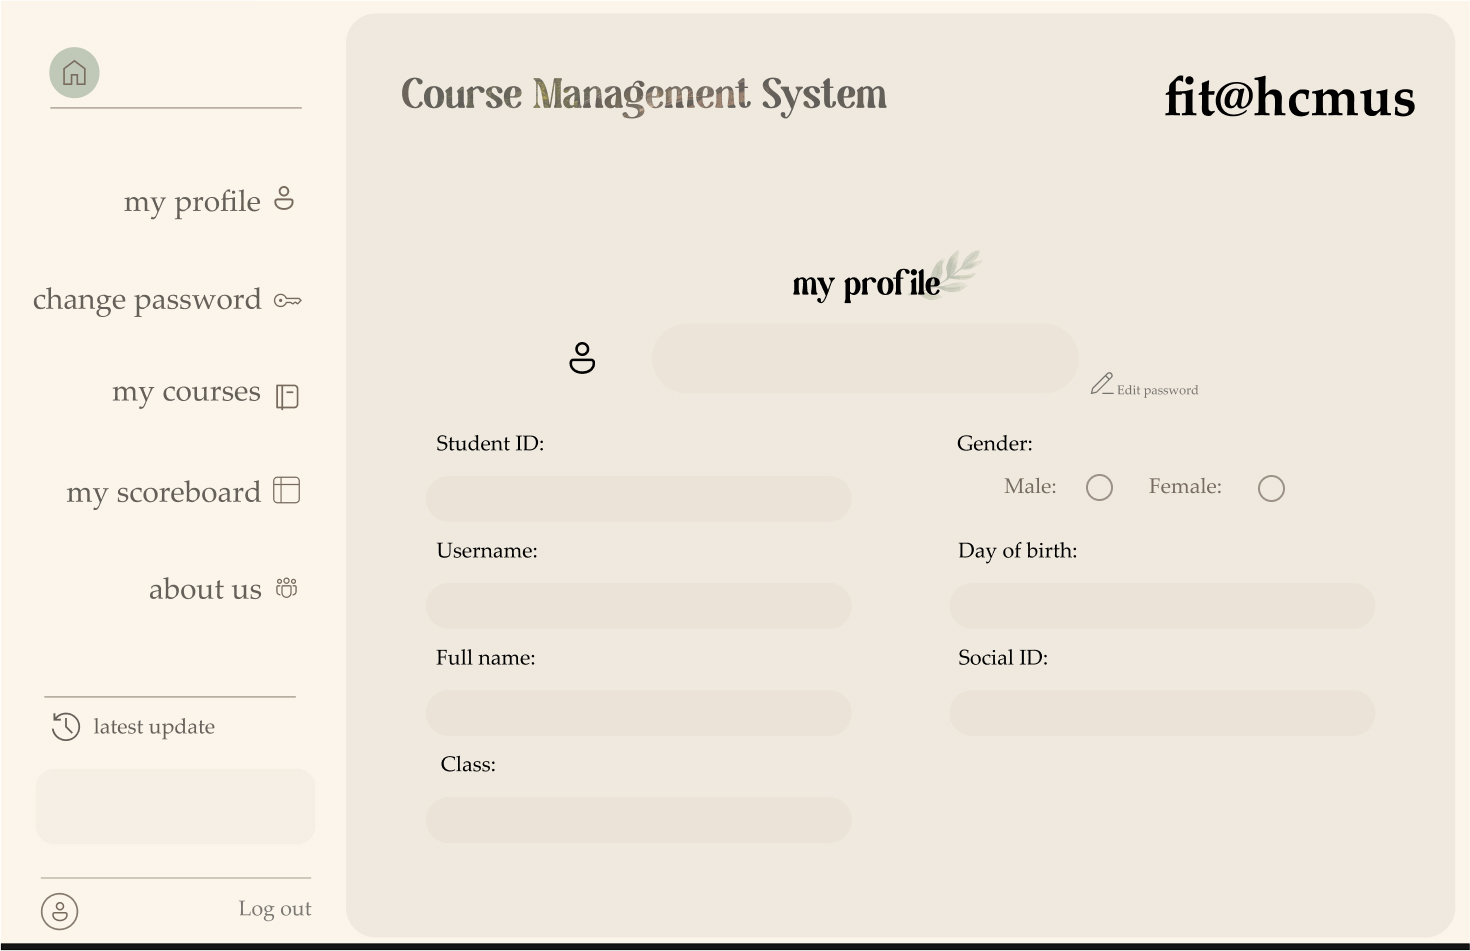 Course Management System
fit@hcmus
my profile
change password
my courses
my scoreboard
about us
latest update
Log out
my profile
Edit password
Student ID:
Gender:
Male:
Female:
Username:
Day of birth:
Full name:
Social ID:
Class: